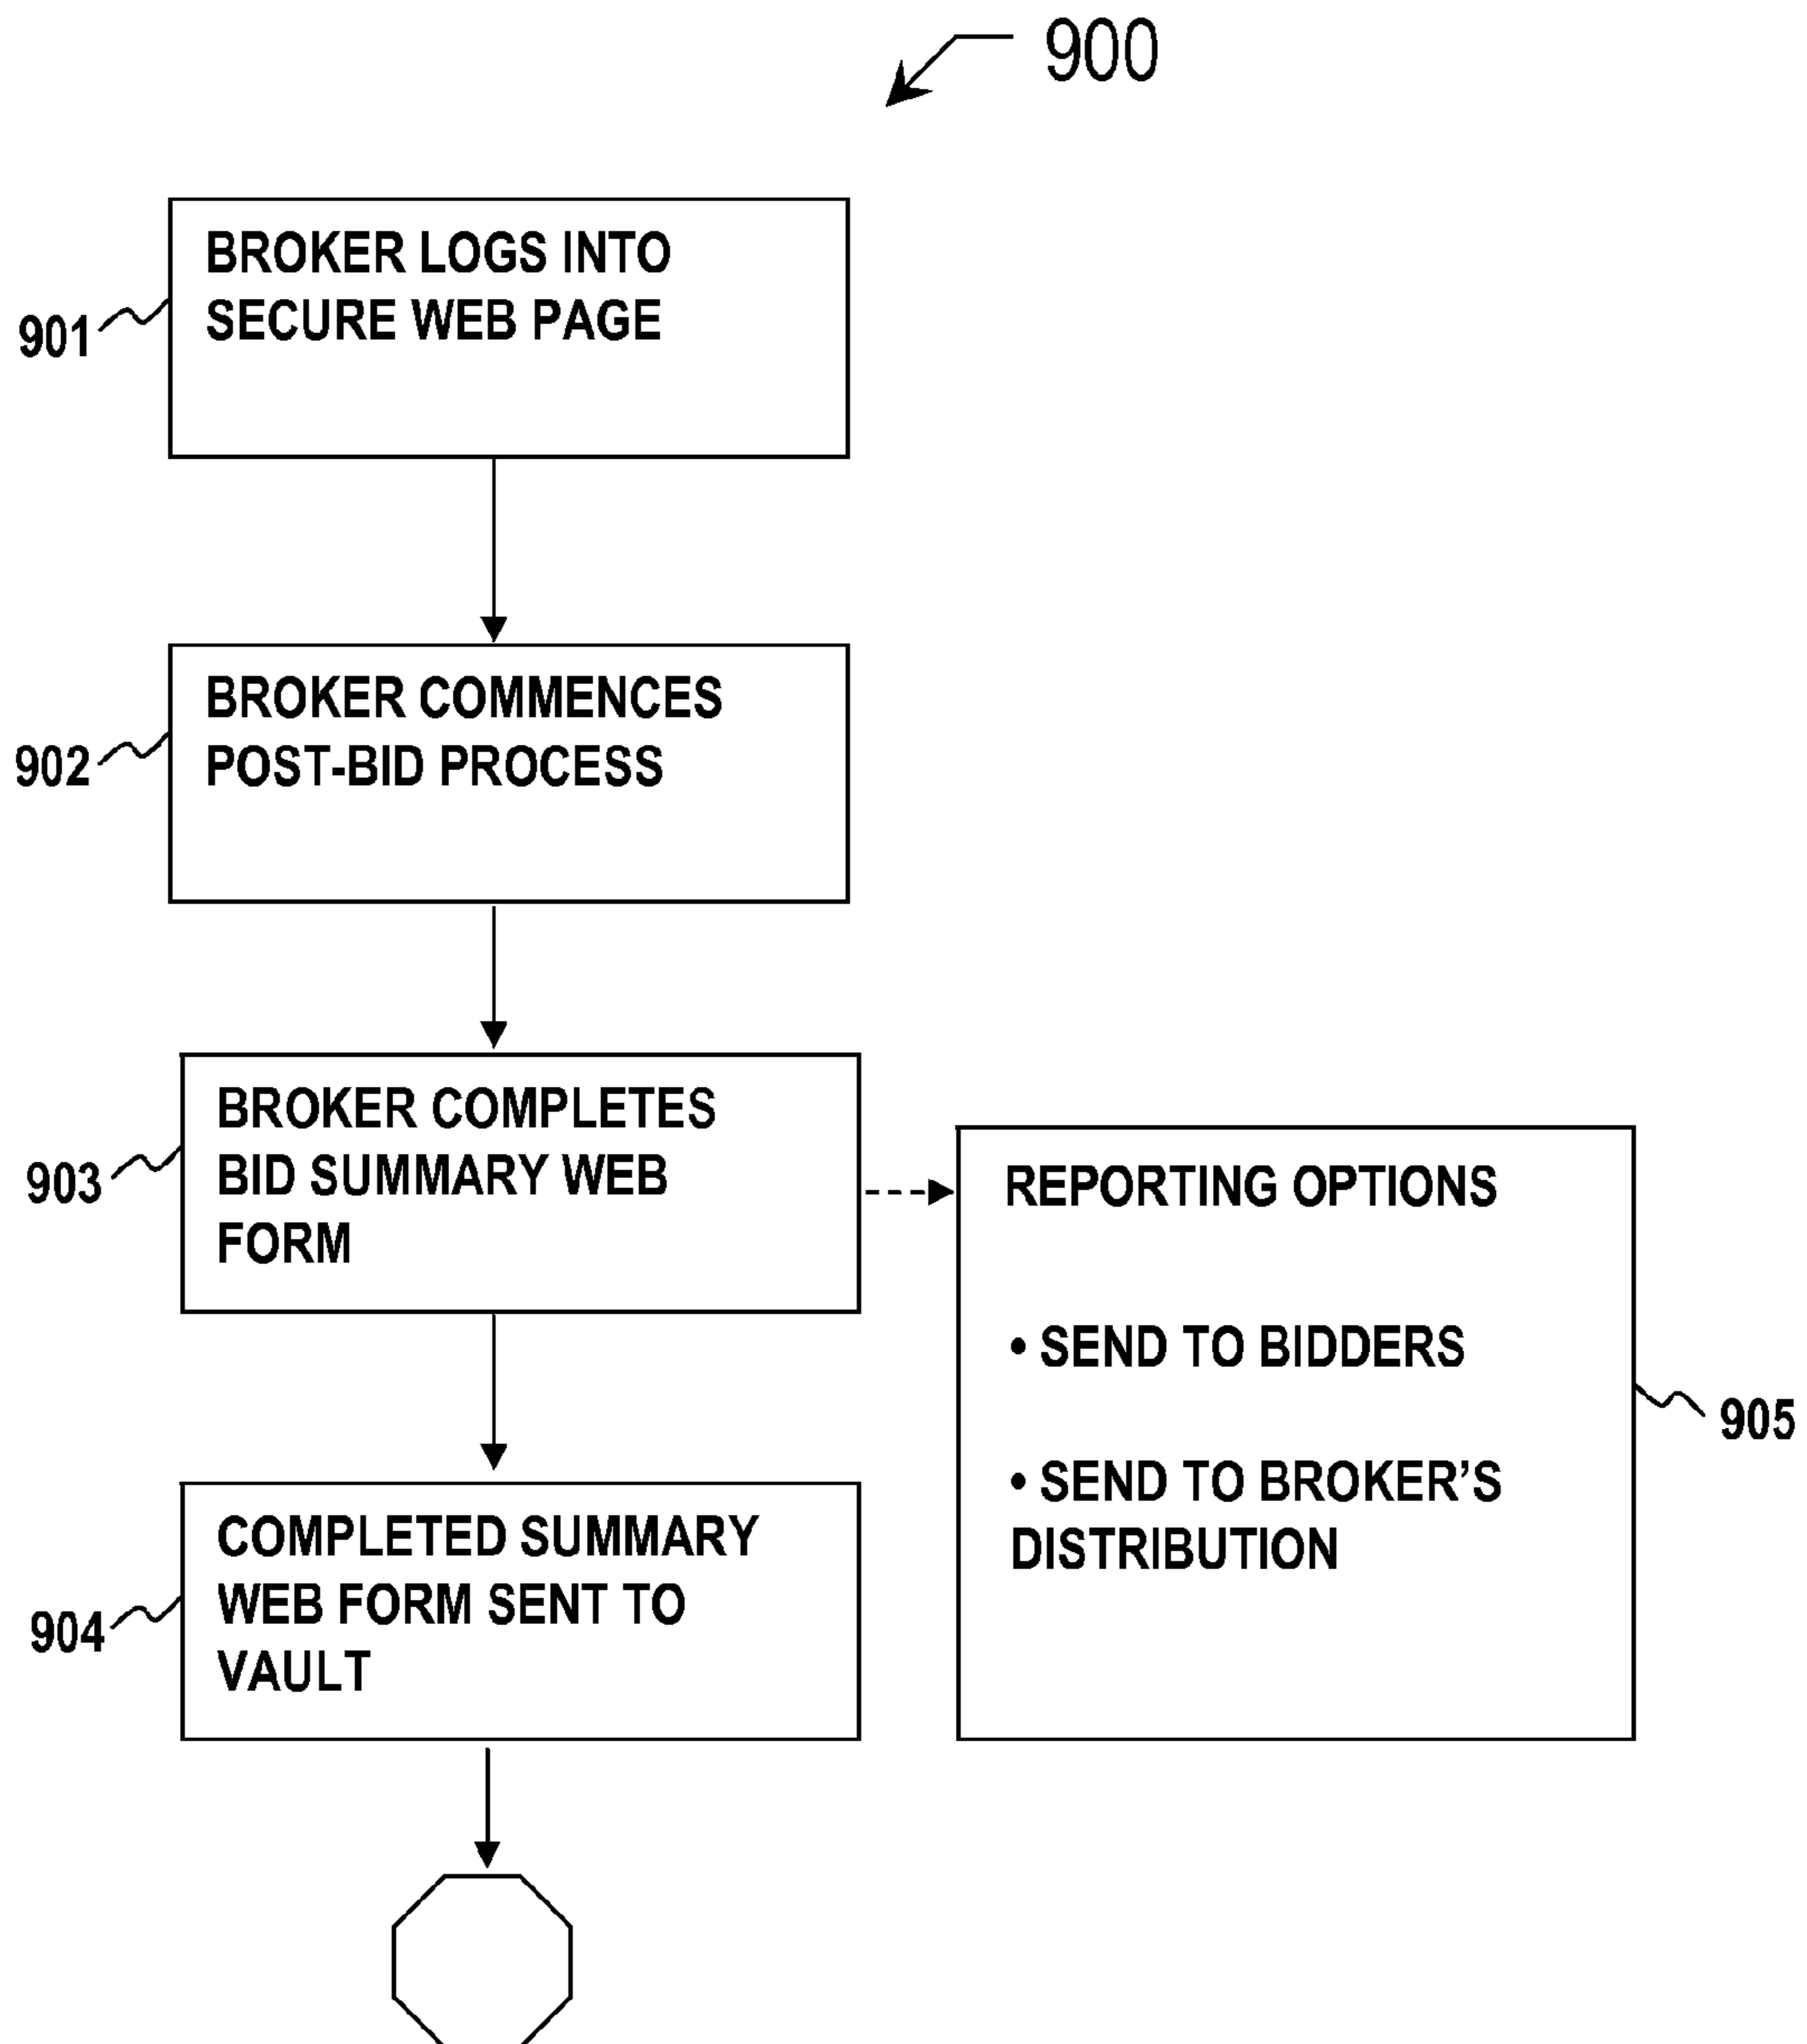 900
BROKER LOGS INTO
SECURE WEB PAGE
901
BROKER COMMENCES
POST-BID PROCESS
902
BROKER COMPLETES
BID SUMMARY WEB
FORM
903
REPORTING OPTIONS
• SEND TO BIDDERS
• SEND TO BROKER’S
DISTRIBUTION
905
COMPLETED SUMMARY
WEB FORM SENT TO
VAULT
904